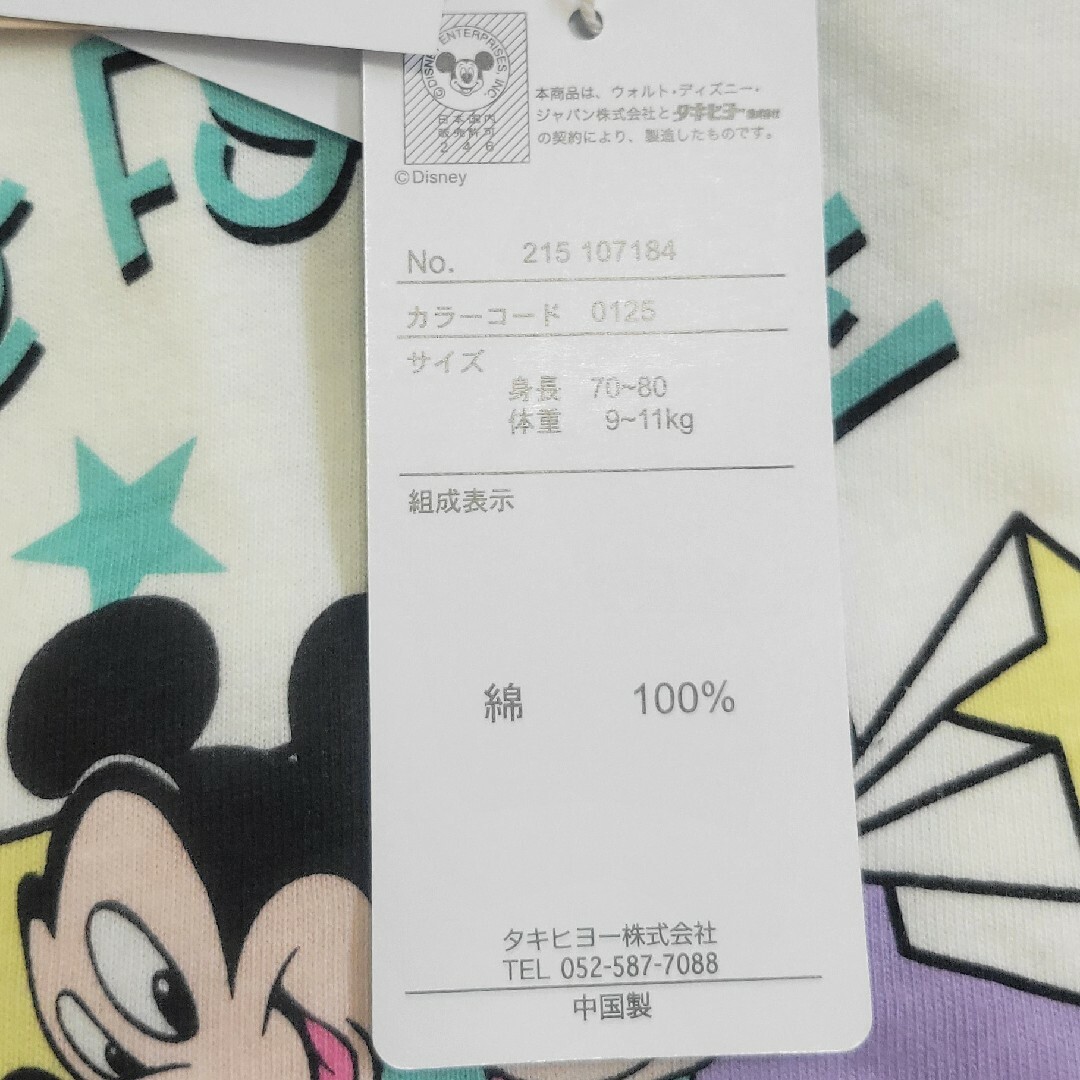 ©DISNEY ENTERPRISES, INC.
日本国内
販売許可
2 4 6
本商品は、ウォルト・ディズニー・
ジャパン株式会社とタキヒヨー株式会社
の契約により、製造したものです。
©Disney
No. 215 107184
カラーコード 0125
サイズ
身長 70~80
体重 9~11kg
組成表示
綿 100%
タキヒヨー株式会社
TEL 052-587-7088
中国製